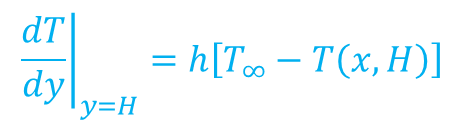 dT/dy|_{y=H} = h[T_∞ − T(x, H)]